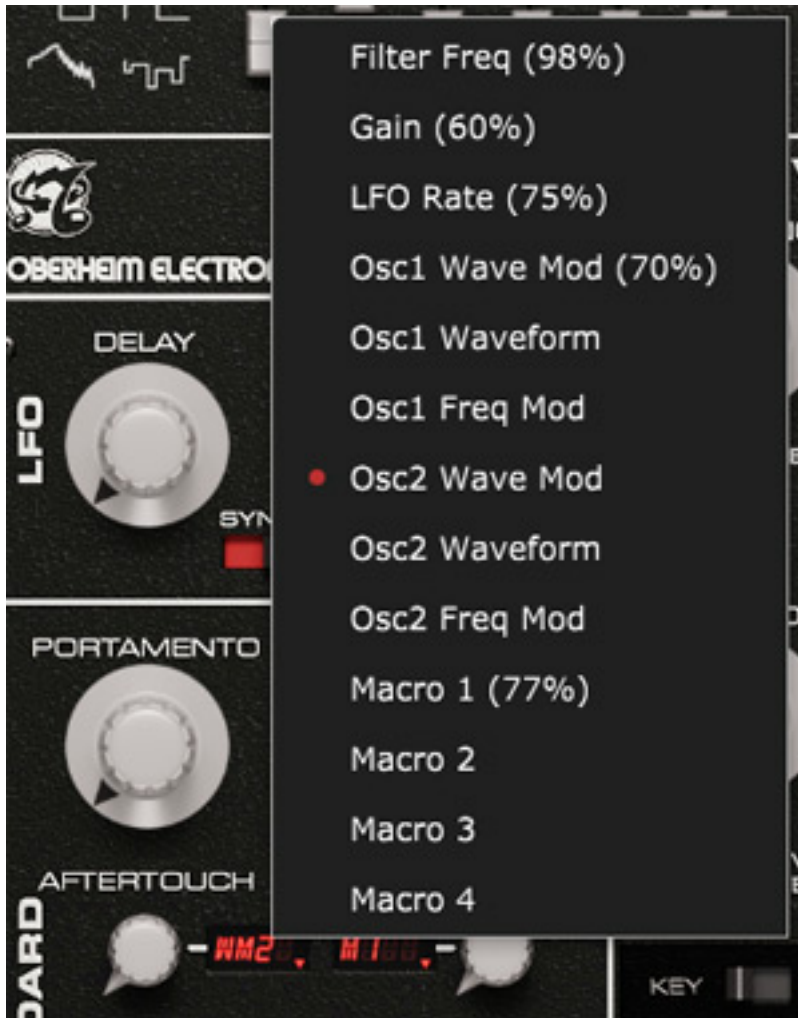 Filter Freq (98%)
Gain (60%)
LFO Rate (75%)
OBERHEIM
Osc1 Wave Mod (70%)
DELAY
Osc1 Waveform
LFO
Osc1 Freq Mod
Osc2 Wave Mod
Osc2 Waveform
PORTAMENTO
Osc2 Freq Mod
Macro 1 (77%)
Macro 2
Macro 3
AFTERTOUCH
Macro 4
WM2 M1
KEY